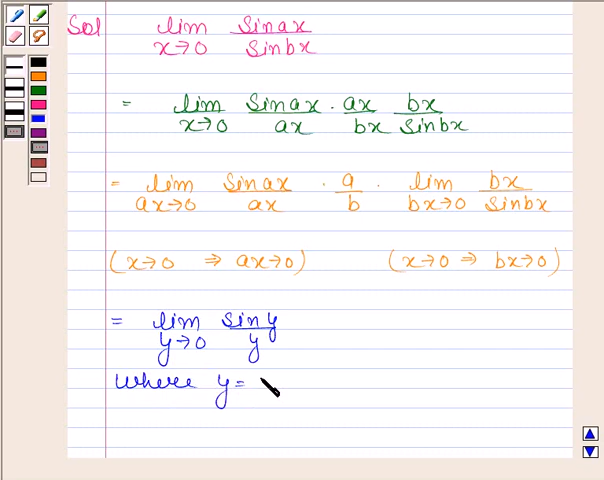 Sol lim x→0 sinax/sinbx
= lim x→0 sinax/ax · ax/bx bx/sinbx
= lim ax→0 sinax/ax · a/b · lim bx→0 bx/sinbx
(x→0 ⇒ ax→0) (x→0 ⇒ bx→0)
= lim y→0 siny/y
where y=